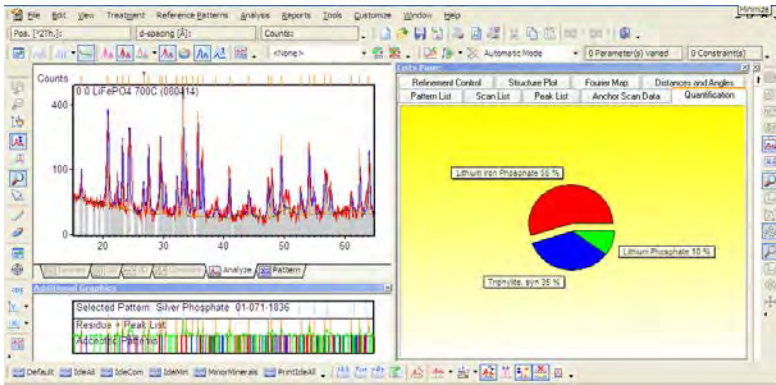 Minimize
File Edit View Treatment Reference Patterns Analysis Reports Tools Customize Window Help
Pos. [°2Th.]: d-spacing [Å]: Counts:
<None> Automatic Mode 0 Parameter(s) varied 0 Constraint(s)
Lists Pane
Refinement Control Structure Plot Fourier Map Distances and Angles
Pattern List Scan List Peak List Anchor Scan Data Quantification
Counts
0 0 LiFePO4 700C (080414)
400
100
0
20 30 40 50 60
Lithium Iron Phosphate 55 %
Lithium Phosphate 10 %
Triphylite, syn 35 %
Analyze Pattern
Additional Graphics
Selected Pattern: Silver Phosphate 01-071-1836
Residue + Peak List
Accepted Patterns
Default IdeAll IdeCom IdeMin MinorMinerals PrintIdeAll